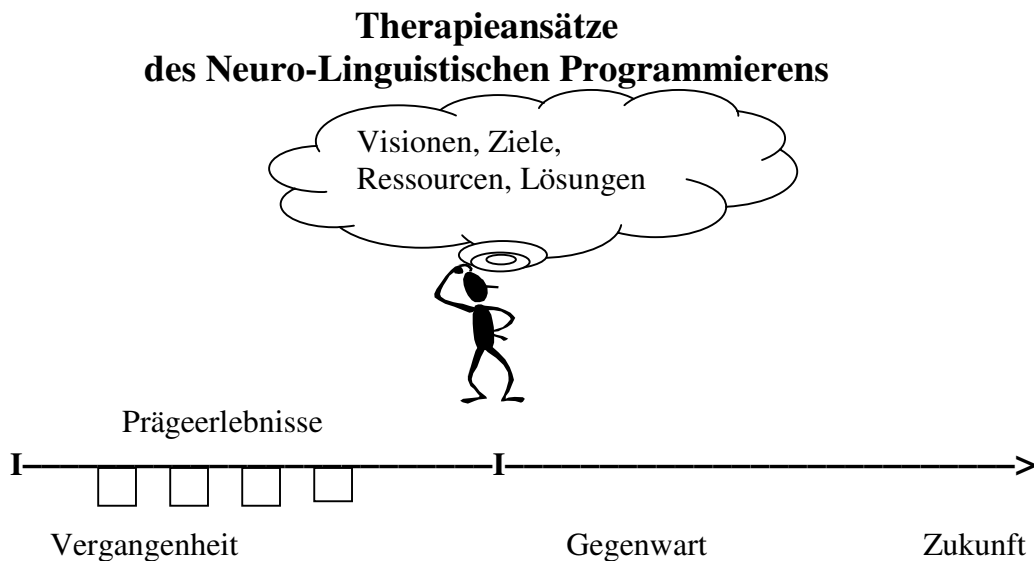 Therapieansätze
des Neuro-Linguistischen Programmierens
Visionen, Ziele,
Ressourcen, Lösungen
Prägeerlebnisse
I I >
Vergangenheit Gegenwart Zukunft